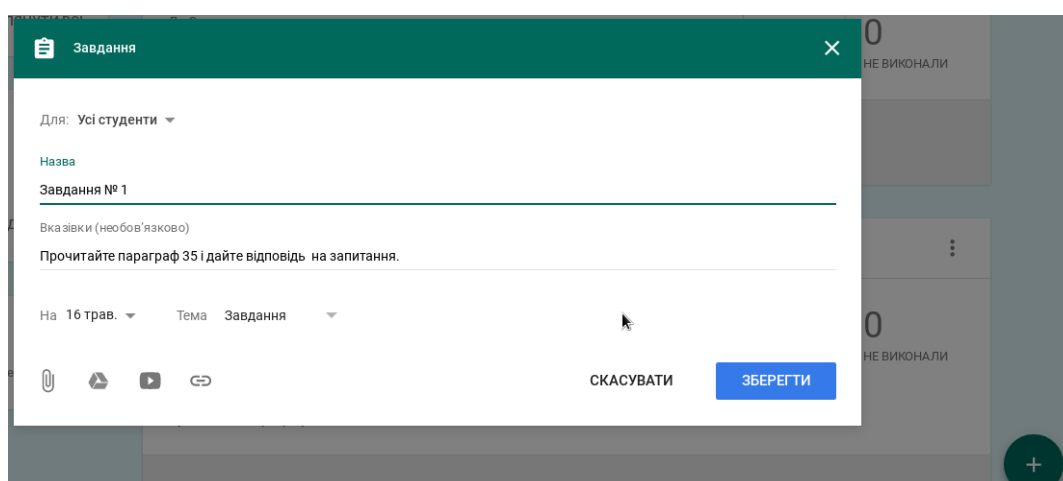 Завдання
0
НЕ ВИКОНАЛИ
Для: Усі студенти
Назва
Завдання № 1
Вказівки (необов'язково)
Прочитайте параграф 35 і дайте відповідь на запитання.
На 16 трав. Тема Завдання
0
НЕ ВИКОНАЛИ
СКАСУВАТИ ЗБЕРЕГТИ